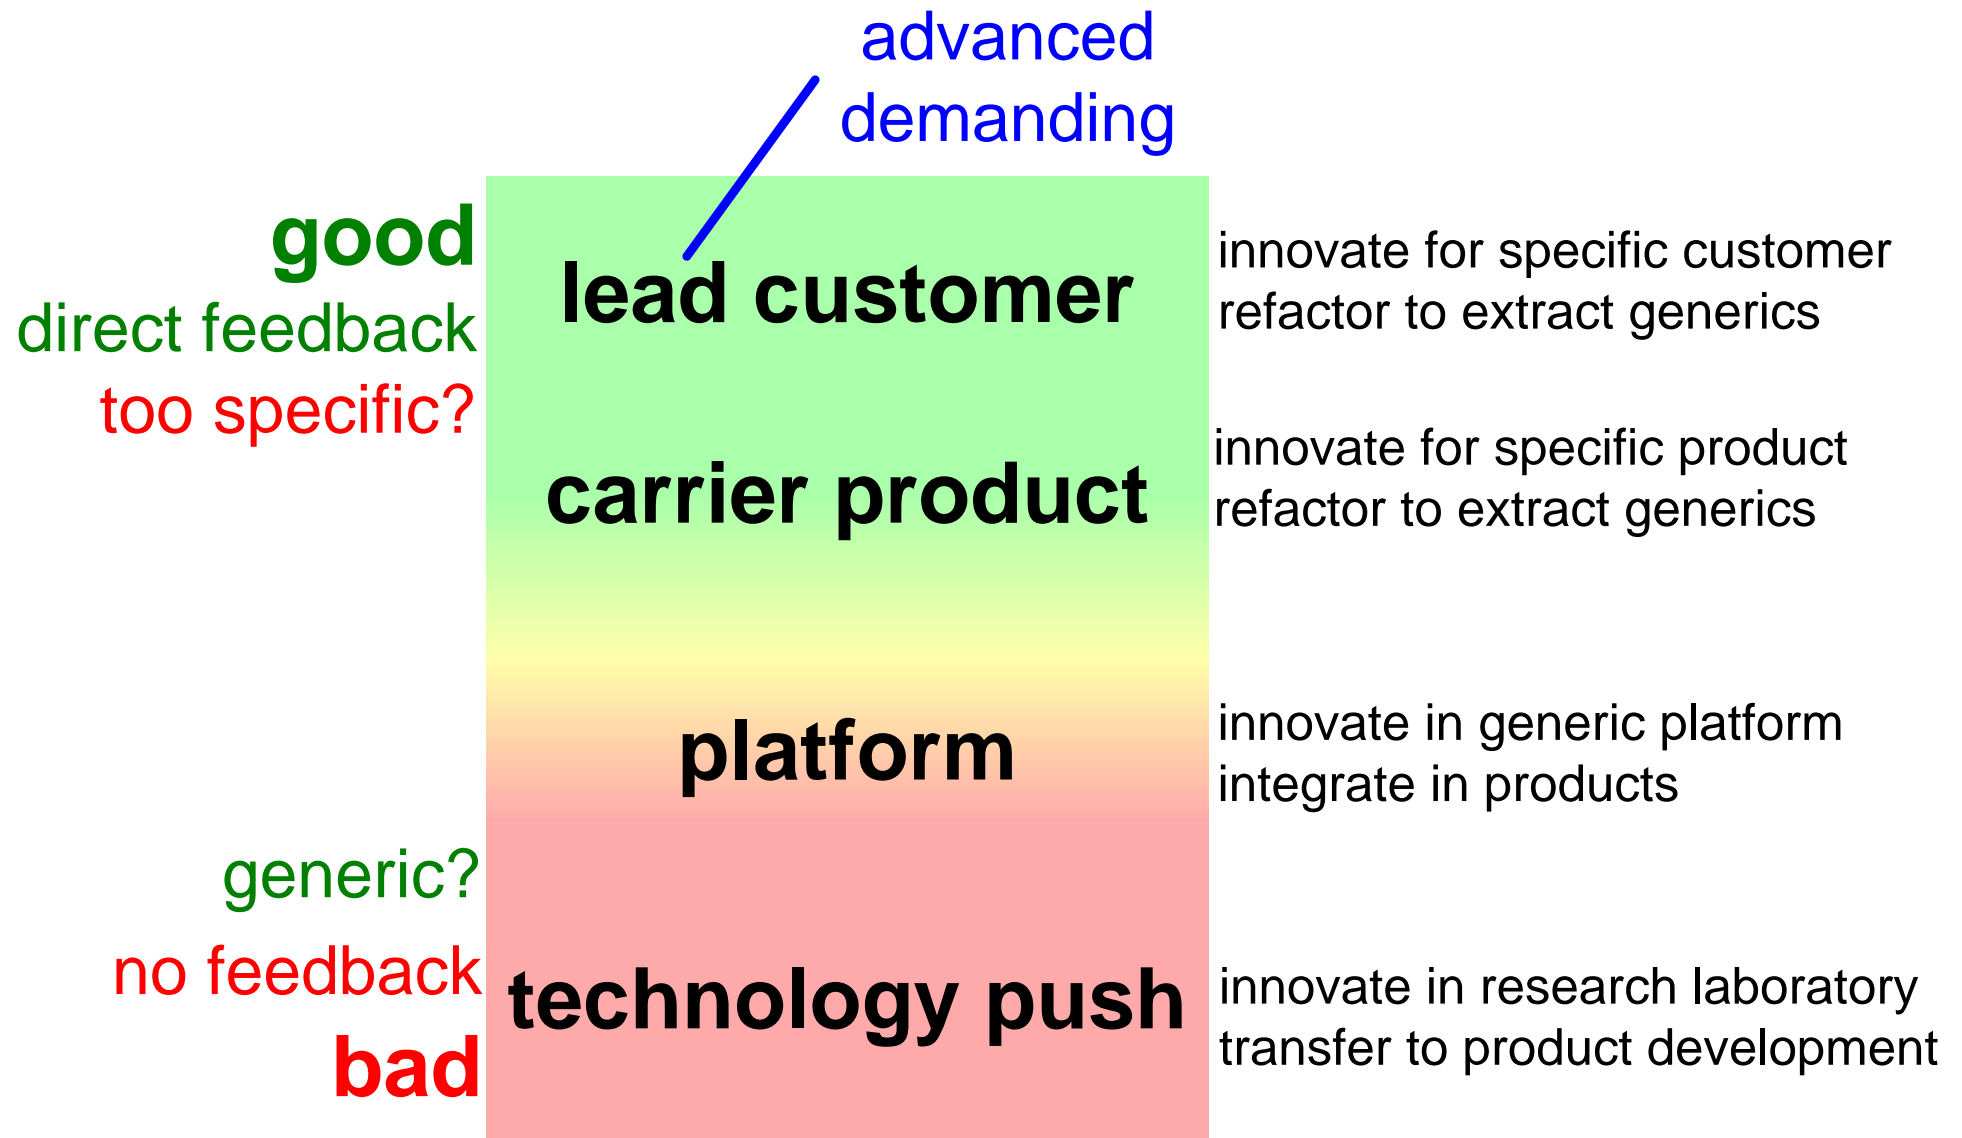 advanced
demanding
good
direct feedback
too specific?
lead customer
innovate for specific customer
refactor to extract generics
carrier product
innovate for specific product
refactor to extract generics
platform
innovate in generic platform
integrate in products
generic?
no feedback
bad
technology push
innovate in research laboratory
transfer to product development